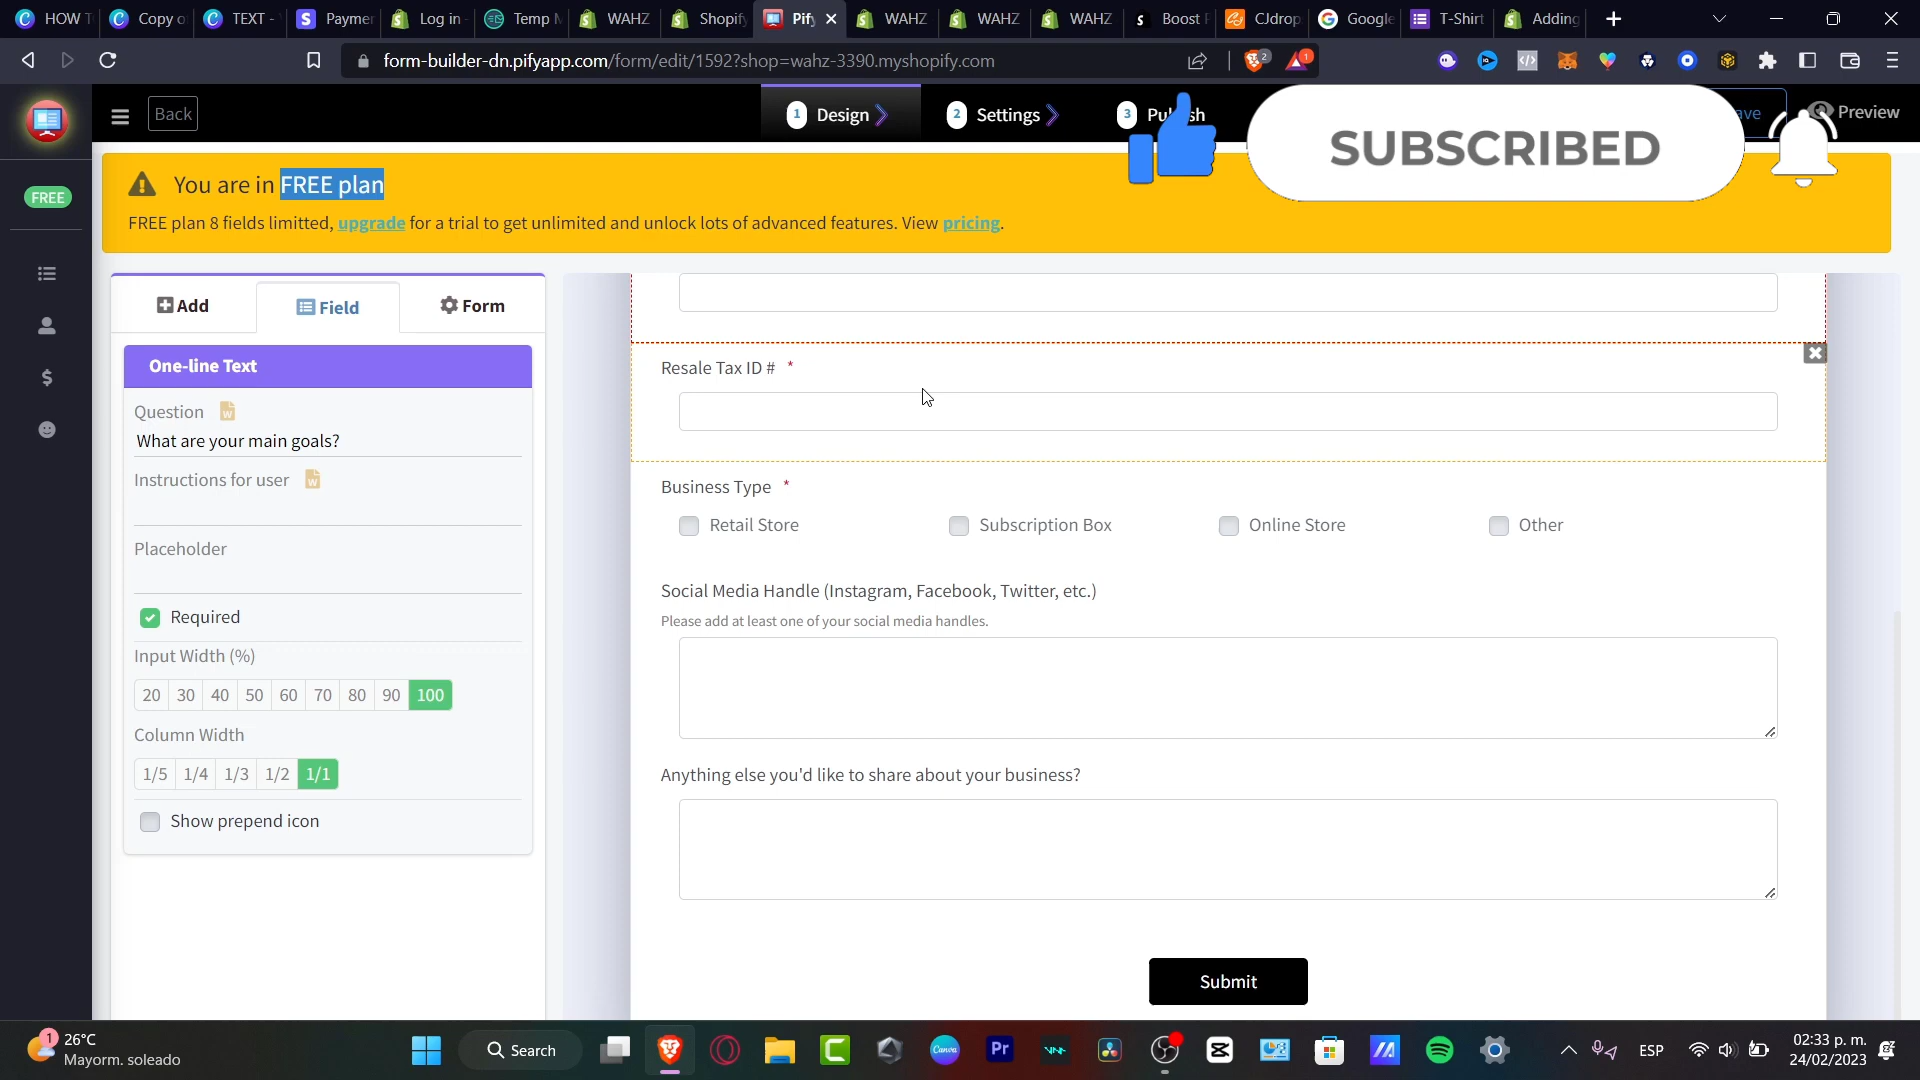 HOW T
Copy o
TEXT -
Paymer
Log in
Temp M
WAHZ
Shopify
Pify
WAHZ
WAHZ
WAHZ
Boost F
CJdrop
Google
T-Shirt
Adding
form-builder-dn.pifyapp.com/form/edit/1592?shop=wahz-3390.myshopify.com
2
1
Back
1 Design
2 Settings
3
SUBSCRIBED
Preview
FREE
You are in FREE plan
FREE plan 8 fields limitted, upgrade for a trial to get unlimited and unlock lots of advanced features. View pricing.
Add
Field
Form
One-line Text
Question
What are your main goals?
Instructions for user
Placeholder
Required
Input Width (%)
20 30 40 50 60 70 80 90 100
Column Width
1/5 1/4 1/3 1/2 1/1
Show prepend icon
Resale Tax ID # *
Business Type *
Retail Store
Subscription Box
Online Store
Other
Social Media Handle (Instagram, Facebook, Twitter, etc.)
Please add at least one of your social media handles.
Anything else you'd like to share about your business?
Submit
1
26°C
Mayorm. soleado
Search
Canva
Pr
ESP
02:33 p. m.
24/02/2023